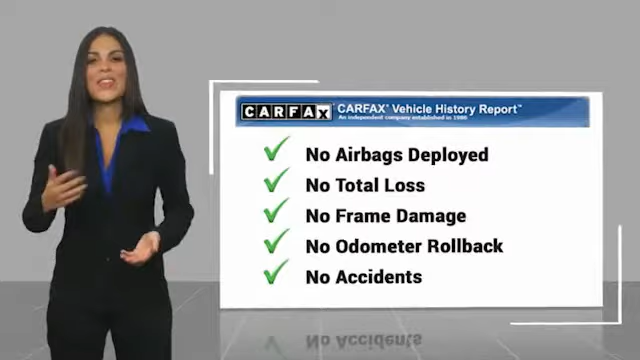 CARFAX CARFAX® Vehicle History Report™
An independent company established in 1986
No Airbags Deployed
No Total Loss
No Frame Damage
No Odometer Rollback
No Accidents